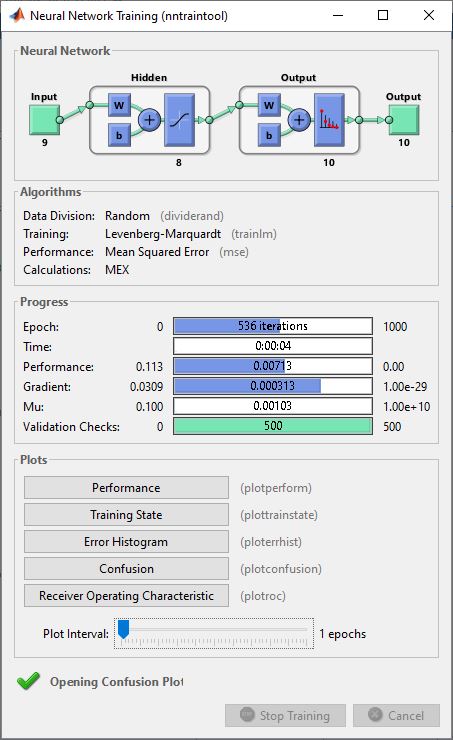 Neural Network Training (nntraintool)
Neural Network
Hidden Output
Input Output
W W
b b
+ +
9 10
8 10
Algorithms
Data Division: Random (dividerand)
Training: Levenberg-Marquardt (trainlm)
Performance: Mean Squared Error (mse)
Calculations: MEX
Progress
Epoch: 0 536 iterations 1000
Time: 0:00:04
Performance: 0.113 0.00713 0.00
Gradient: 0.0309 0.000313 1.00e-29
Mu: 0.100 0.00103 1.00e+10
Validation Checks: 0 500 500
Plots
Performance (plotperform)
Training State (plottrainstate)
Error Histogram (ploterrhist)
Confusion (plotconfusion)
Receiver Operating Characteristic (plotroc)
Plot Interval: 1 epochs
Opening Confusion Plot
Stop Training Cancel